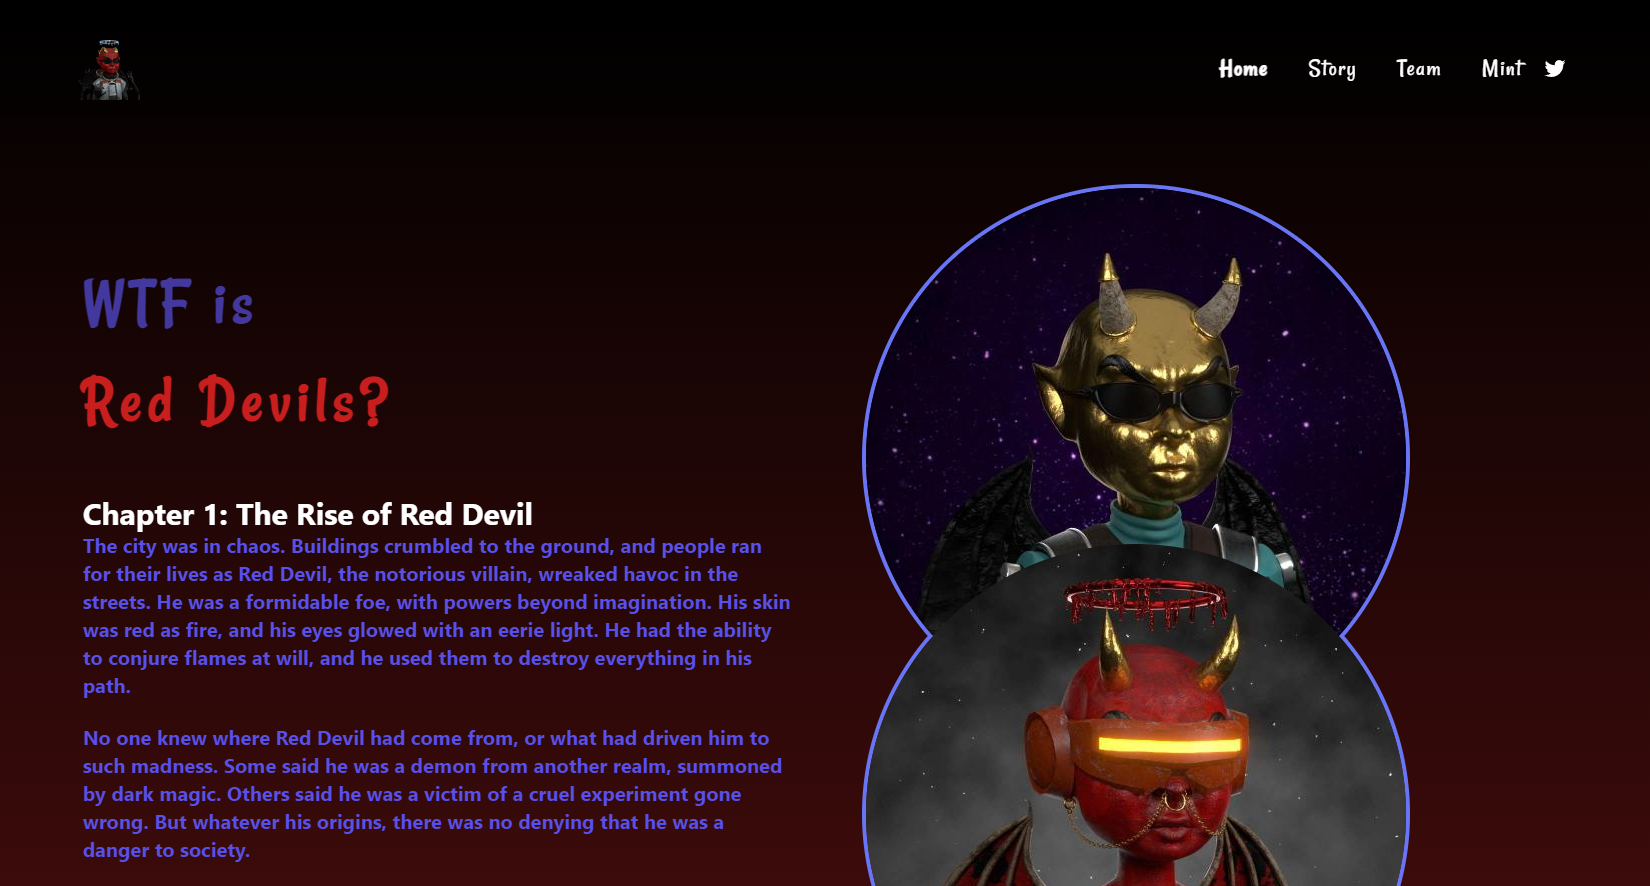 Home Story Team Mint
WTF is
Red Devils?
Chapter 1: The Rise of Red Devil
The city was in chaos. Buildings crumbled to the ground, and people ran
for their lives as Red Devil, the notorious villain, wreaked havoc in the
streets. He was a formidable foe, with powers beyond imagination. His skin
was red as fire, and his eyes glowed with an eerie light. He had the ability
to conjure flames at will, and he used them to destroy everything in his
path.
No one knew where Red Devil had come from, or what had driven him to
such madness. Some said he was a demon from another realm, summoned
by dark magic. Others said he was a victim of a cruel experiment gone
wrong. But whatever his origins, there was no denying that he was a
danger to society.